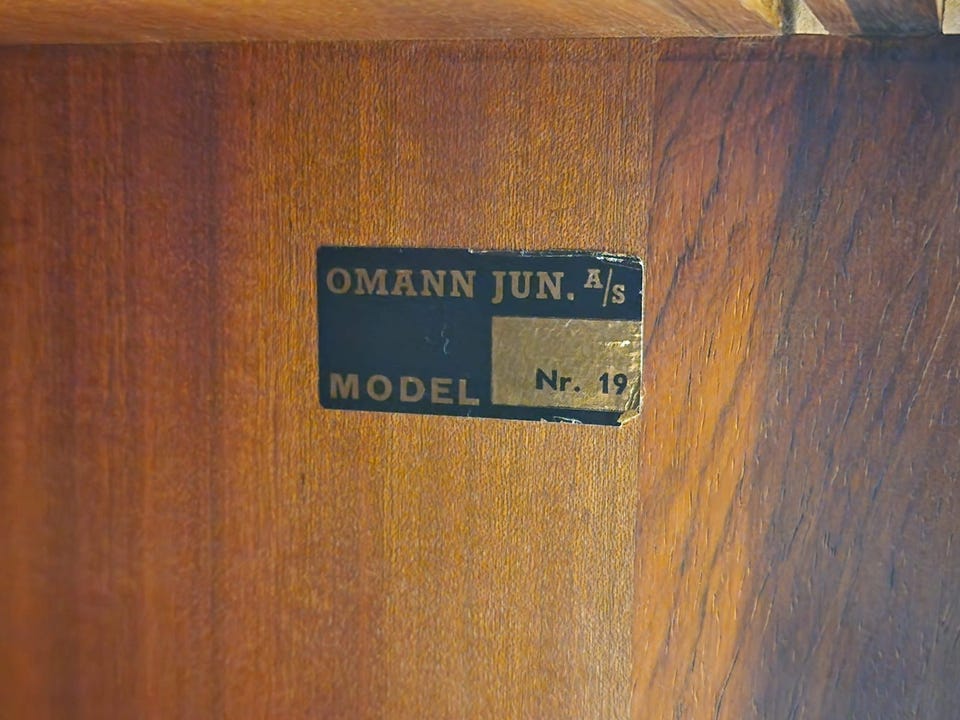 OMANN JUN. A/S
MODEL Nr. 19